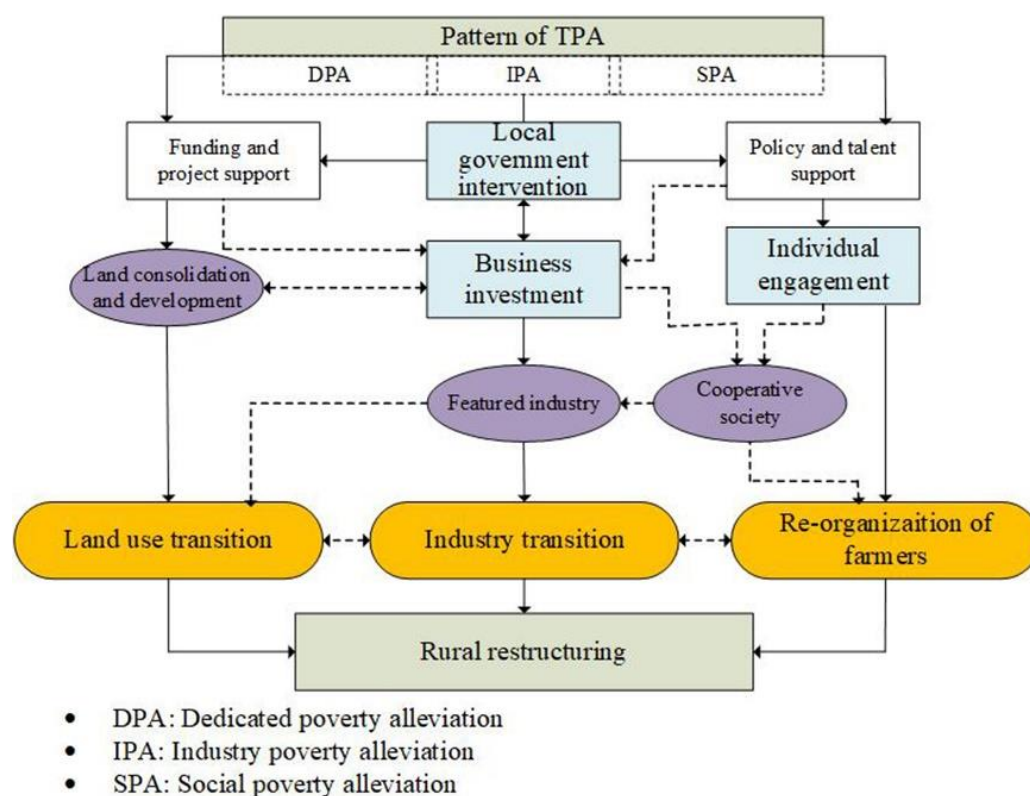 Pattern of TPA
DPA
IPA
SPA
Funding and
project support
Local
government
intervention
Policy and talent
support
Land consolidation
and development
Business
investment
Individual
engagement
Featured industry
Cooperative
society
Land use transition
Industry transition
Re-organizaition of
farmers
Rural restructuring
• DPA: Dedicated poverty alleviation
• IPA: Industry poverty alleviation
• SPA: Social poverty alleviation